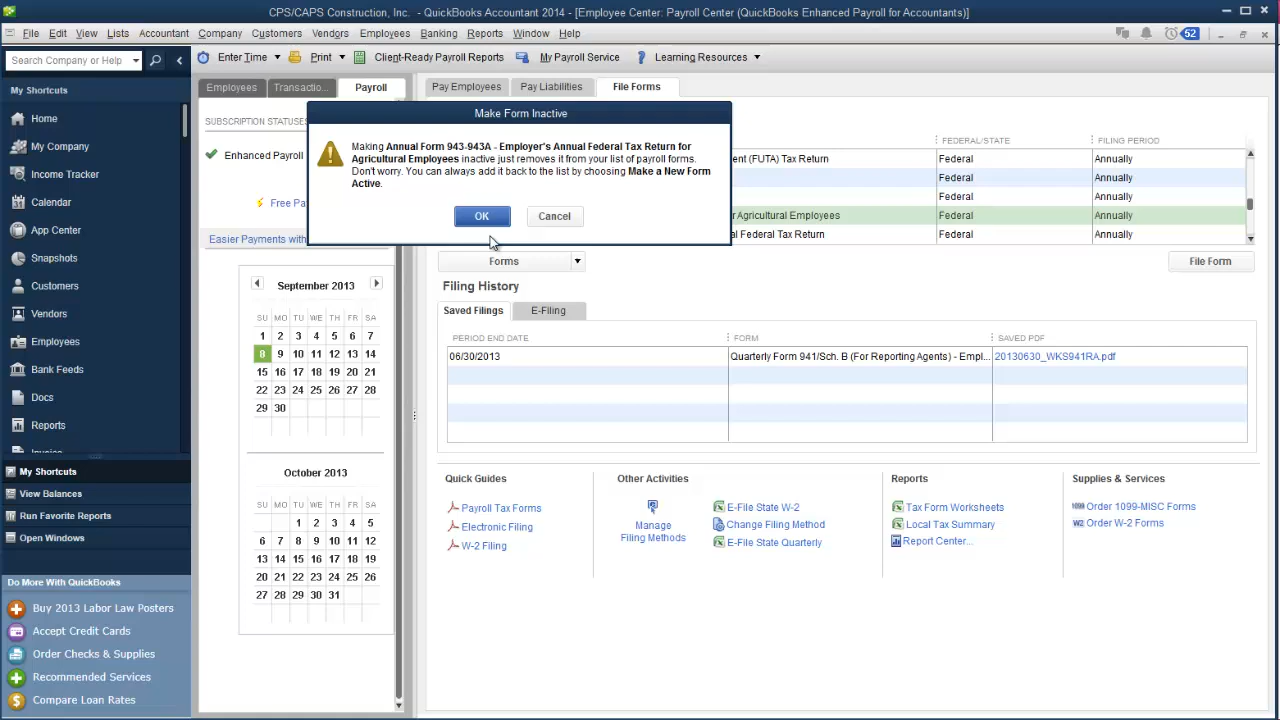 CPS/CAPS Construction, Inc. - QuickBooks Accountant 2014 - [Employee Center: Payroll Center (QuickBooks Enhanced Payroll for Accountants)]
File Edit View Lists Accountant Company Customers Vendors Employees Banking Reports Window Help 52
Search Company or Help
Enter Time Print Client-Ready Payroll Reports My Payroll Service ? Learning Resources
My Shortcuts
Home
My Company
Income Tracker
Calendar
App Center
Snapshots
Customers
Vendors
Employees
Bank Feeds
Docs
Reports
My Shortcuts
View Balances
Run Favorite Reports
Open Windows
Do More With QuickBooks
Buy 2013 Labor Law Posters
Accept Credit Cards
Order Checks & Supplies
Recommended Services
Compare Loan Rates
Employees Transactio... Payroll
SUBSCRIPTION STATUSES
Enhanced Payroll
Free Pa
Easier Payments with
September 2013
SU MO TU WE TH FR SA
1 2 3 4 5 6 7
8 9 10 11 12 13 14
15 16 17 18 19 20 21
22 23 24 25 26 27 28
29 30
October 2013
SU MO TU WE TH FR SA
1 2 3 4 5
6 7 8 9 10 11 12
13 14 15 16 17 18 19
20 21 22 23 24 25 26
27 28 29 30 31
Make Form Inactive
Making Annual Form 943-943A - Employer's Annual Federal Tax Return for
Agricultural Employees inactive just removes it from your list of payroll forms.
Don't worry. You can always add it back to the list by choosing Make a New Form
Active.
OK Cancel
Pay Employees Pay Liabilities File Forms
FEDERAL/STATE FILING PERIOD
ent (FUTA) Tax Return Federal Annually
Federal Annually
Federal Annually
r Agricultural Employees Federal Annually
al Federal Tax Return Federal Annually
Forms File Form
Filing History
Saved Filings E-Filing
PERIOD END DATE FORM SAVED PDF
06/30/2013 Quarterly Form 941/Sch. B (For Reporting Agents) - Empl... 20130630_WKS941RA.pdf
Quick Guides
Payroll Tax Forms
Electronic Filing
W-2 Filing
Other Activities
Manage
Filing Methods
E-File State W-2
Change Filing Method
E-File State Quarterly
Reports
Tax Form Worksheets
Local Tax Summary
Report Center...
Supplies & Services
1099 Order 1099-MISC Forms
W2 Order W-2 Forms